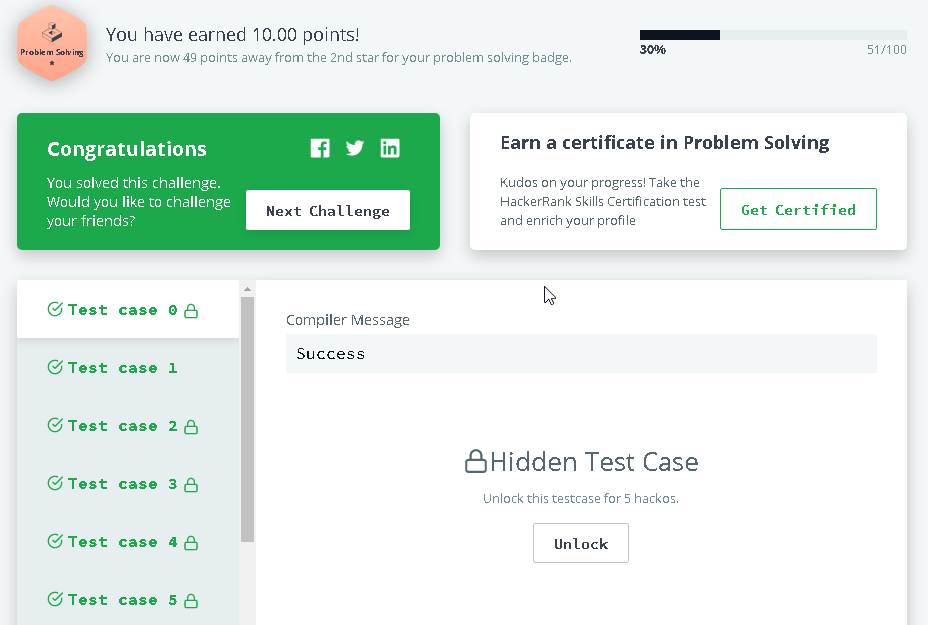 Problem Solving
You have earned 10.00 points!
You are now 49 points away from the 2nd star for your problem solving badge.
30%
51/100
Congratulations
You solved this challenge.
Would you like to challenge
your friends?
Next Challenge
Earn a certificate in Problem Solving
Kudos on your progress! Take the
HackerRank Skills Certification test
and enrich your profile
Get Certified
Test case 0
Test case 1
Test case 2
Test case 3
Test case 4
Test case 5
Compiler Message
Success
Hidden Test Case
Unlock this testcase for 5 hackos.
Unlock